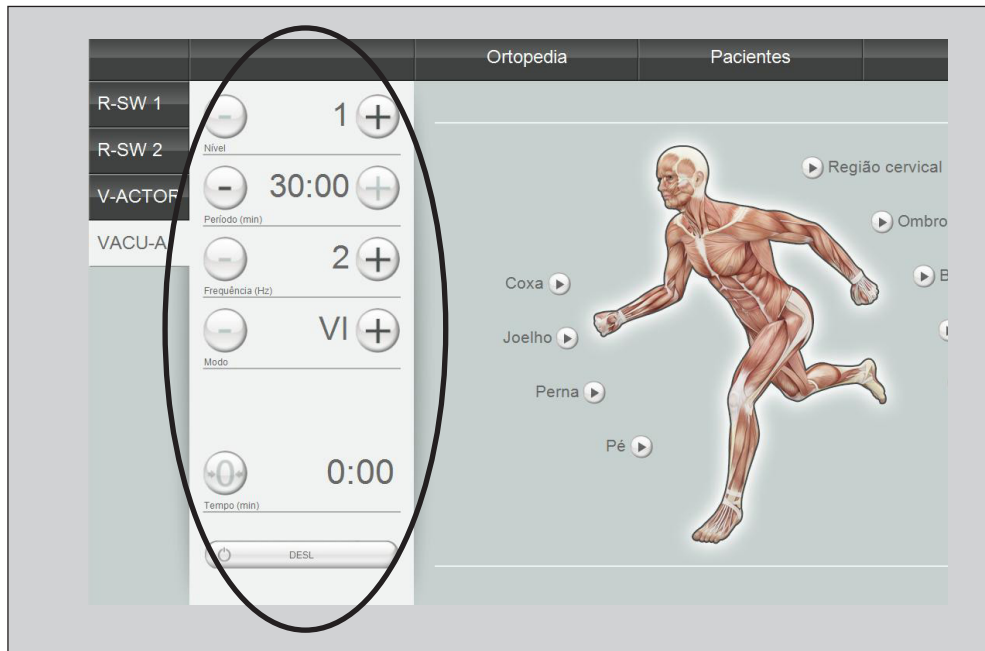 Ortopedia Pacientes
R-SW 1
R-SW 2
V-ACTOR
VACU-A
- 1 +
Nível
- 30:00 +
Período (min)
- 2 +
Frequência (Hz)
- VI +
Modo
0 0:00
Tempo (min)
DESL
Região cervical
Ombro
B
Coxa
Joelho
Perna
Pé